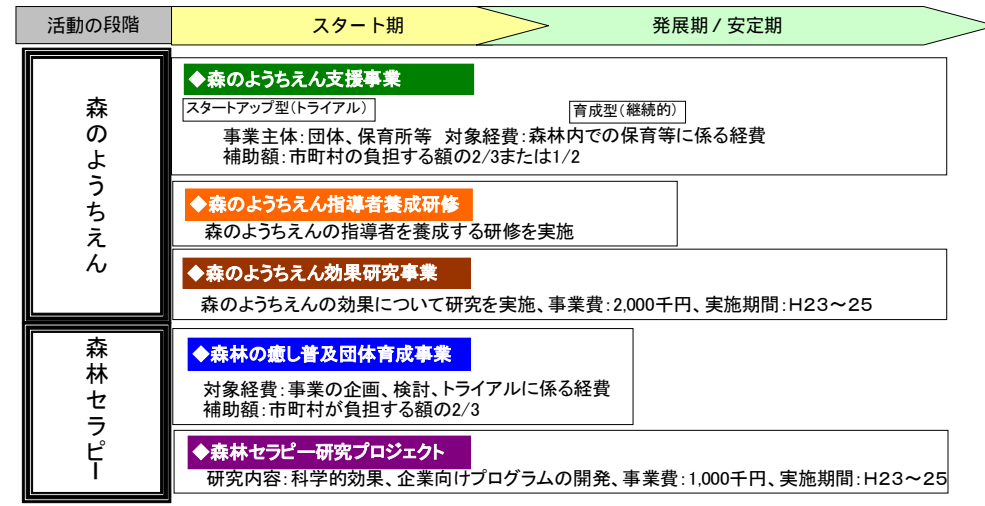 活動の段階
スタート期
発展期/安定期
森のようちえん
◆森のようちえん支援事業
スタートアップ型(トライアル)
育成型(継続的)
事業主体:団体、保育所等 対象経費:森林内での保育等に係る経費
補助額:市町村の負担する額の2/3または1/2
◆森のようちえん指導者養成研修
森のようちえんの指導者を養成する研修を実施
◆森のようちえん効果研究事業
森のようちえんの効果について研究を実施、事業費:2,000千円、実施期間:H23~25
森林セラピー
◆森林の癒し普及団体育成事業
対象経費:事業の企画、検討、トライアルに係る経費
補助額:市町村が負担する額の2/3
◆森林セラピー研究プロジェクト
研究内容:科学的効果、企業向けプログラムの開発、事業費:1,000千円、実施期間:H23~25